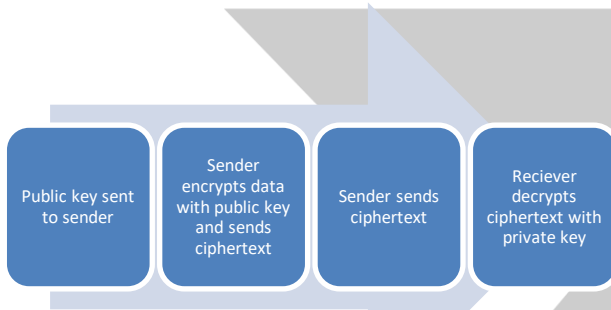 Public key sent
to sender
Sender
encrypts data
with public key
and sends
ciphertext
Sender sends
ciphertext
Reciever
decrypts
ciphertext with
private key